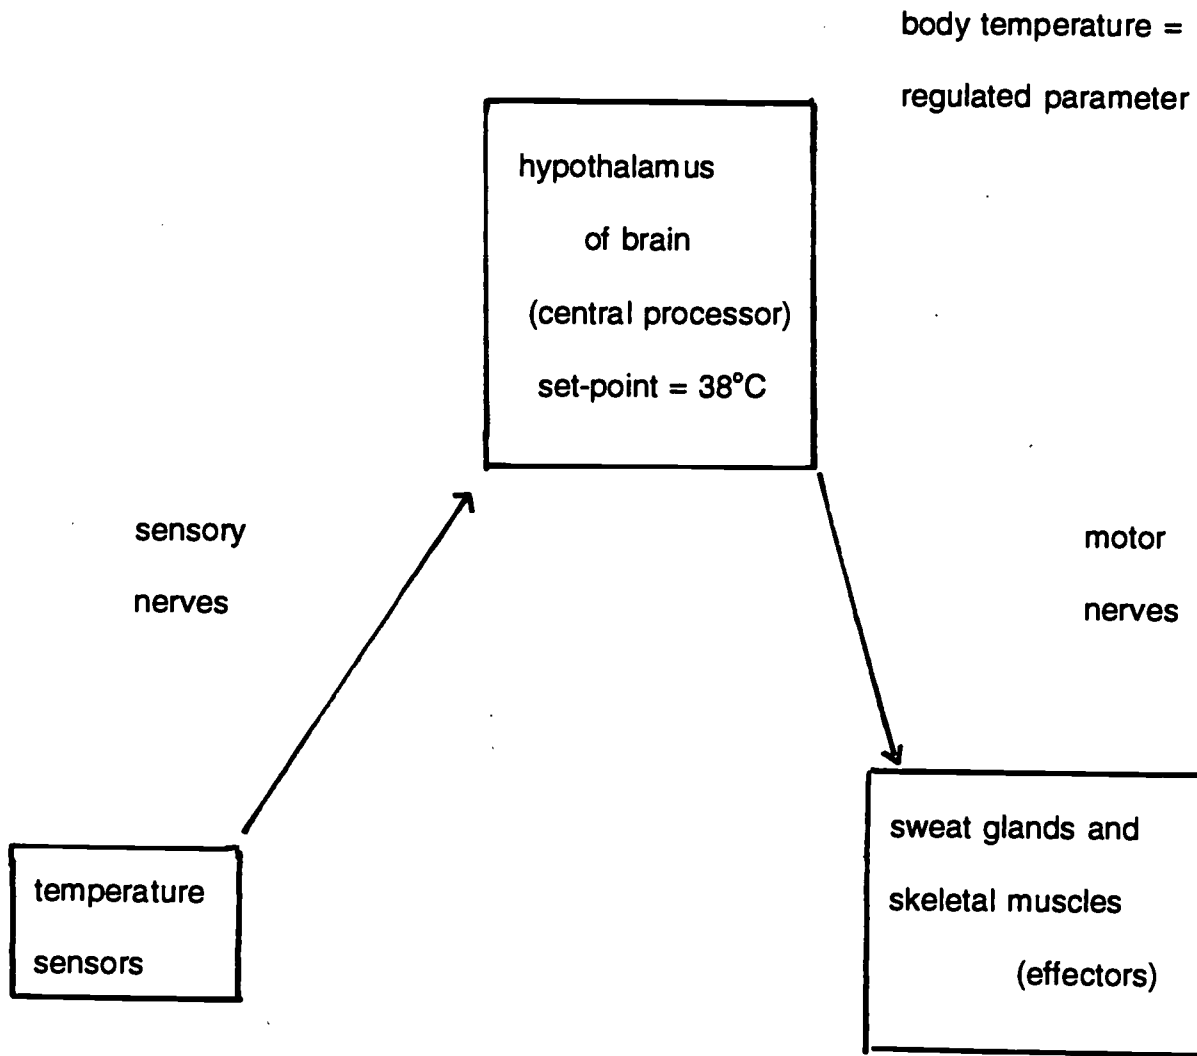 body temperature =
regulated parameter
hypothalamus
of brain
(central processor)
set-point = 38°C
sensory
nerves
motor
nerves
temperature
sensors
sweat glands and
skeletal muscles
(effectors)